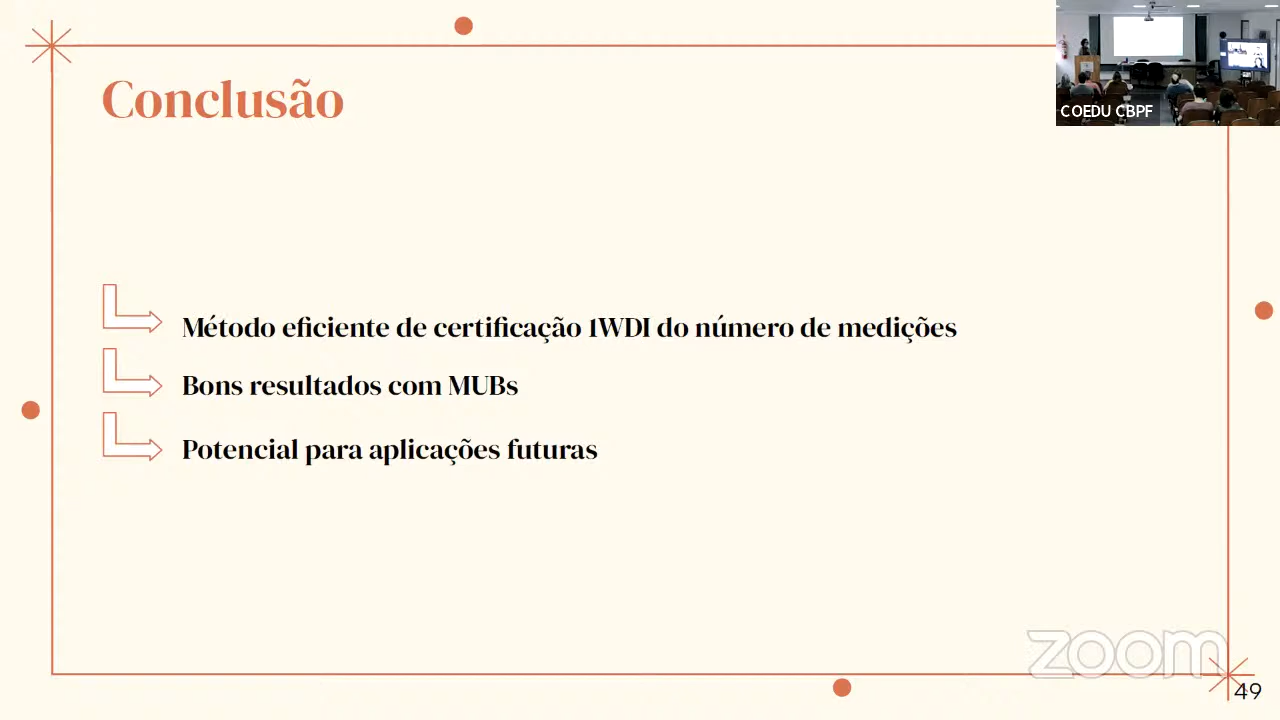 Conclusão
COEDU CBPF
Método eficiente de certificação 1WDI do número de medições
Bons resultados com MUBs
Potencial para aplicações futuras
zoom
49